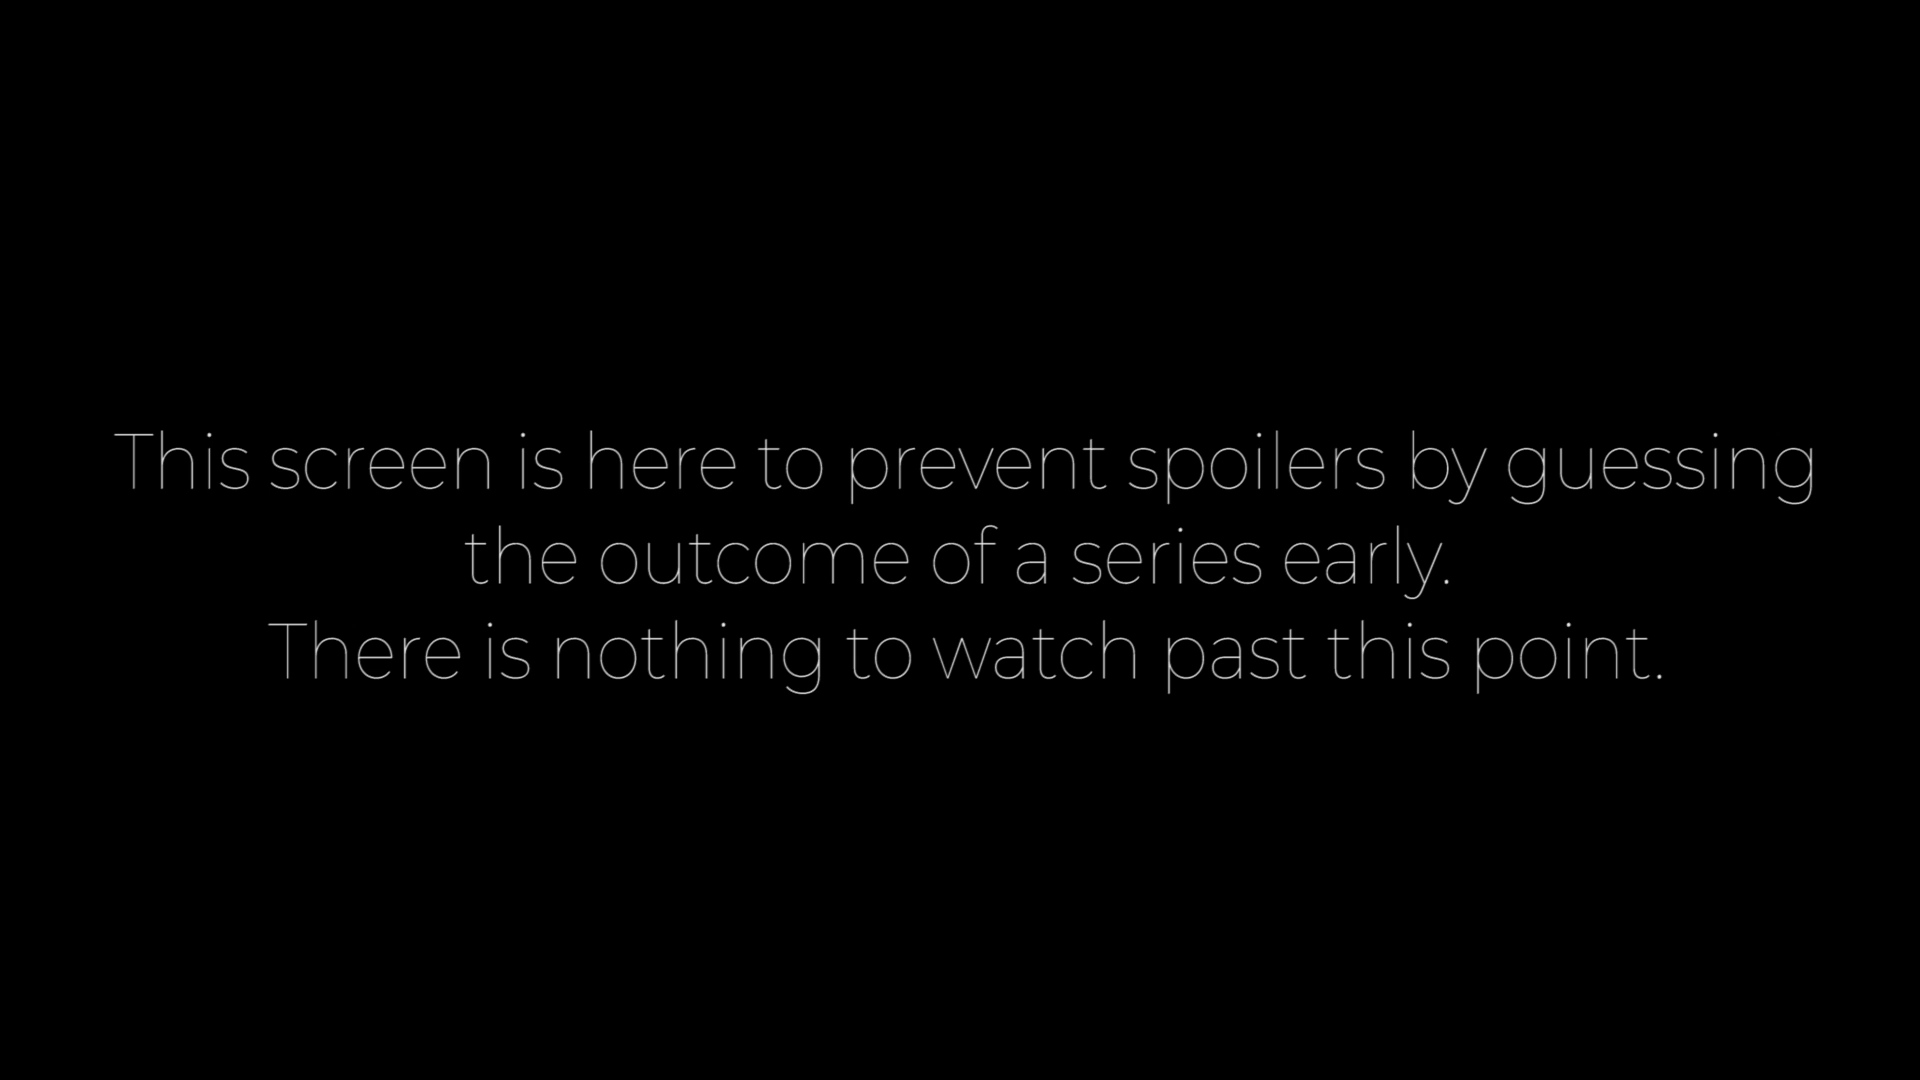 This screen is here to prevent spoilers by guessing
the outcome of a series early.
There is nothing to watch past this point.